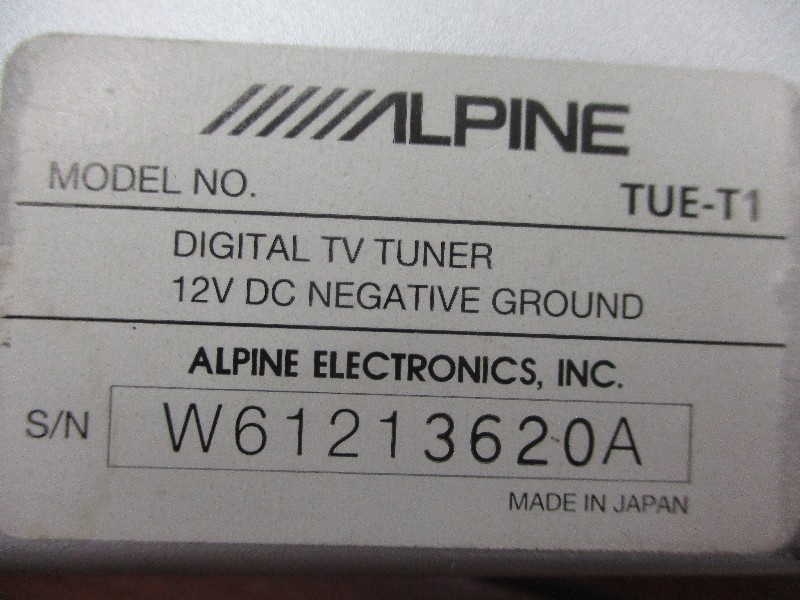 ALPINE
MODEL NO. TUE-T1
DIGITAL TV TUNER
12V DC NEGATIVE GROUND
ALPINE ELECTRONICS, INC.
S/N W61213620A
MADE IN JAPAN